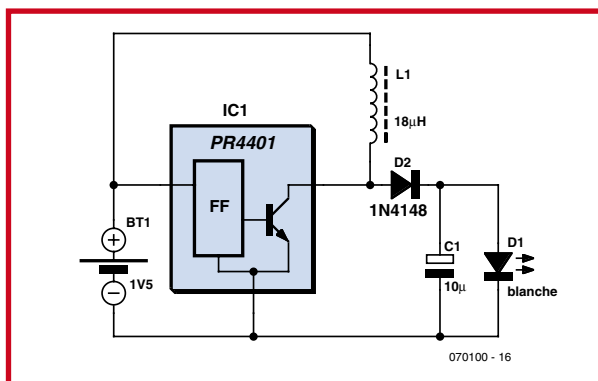 L1
18µH
IC1
PR4401
FF
D2
1N4148
BT1
+
1V5
−
C1
10µ
D1
blanche
070100 - 16